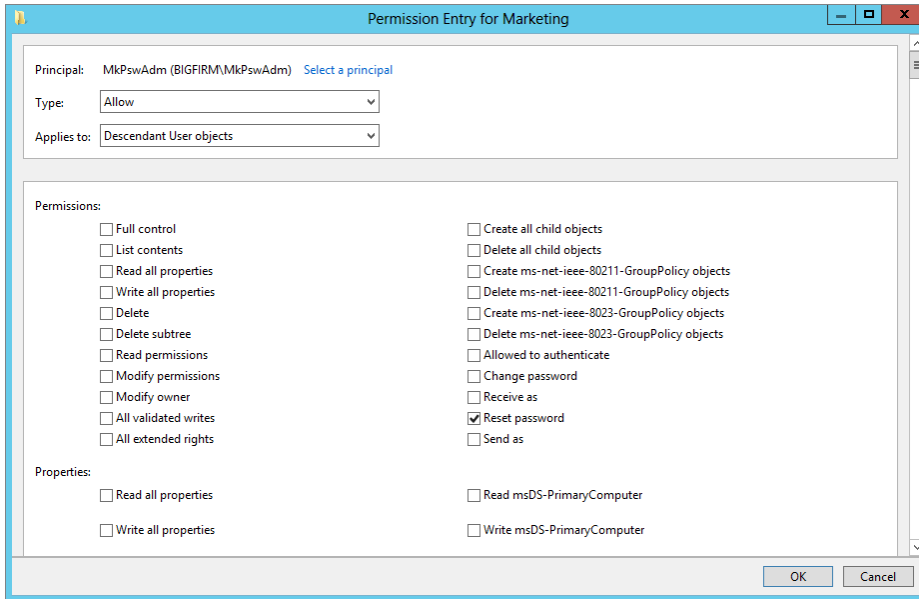 Permission Entry for Marketing
Principal: MkPswAdm (BIGFIRM\MkPswAdm) Select a principal
Type: Allow
Applies to: Descendant User objects
Permissions:
Full control Create all child objects
List contents Delete all child objects
Read all properties Create ms-net-ieee-80211-GroupPolicy objects
Write all properties Delete ms-net-ieee-80211-GroupPolicy objects
Delete Create ms-net-ieee-8023-GroupPolicy objects
Delete subtree Delete ms-net-ieee-8023-GroupPolicy objects
Read permissions Allowed to authenticate
Modify permissions Change password
Modify owner Receive as
All validated writes Reset password
All extended rights Send as
Properties:
Read all properties Read msDS-PrimaryComputer
Write all properties Write msDS-PrimaryComputer
OK Cancel